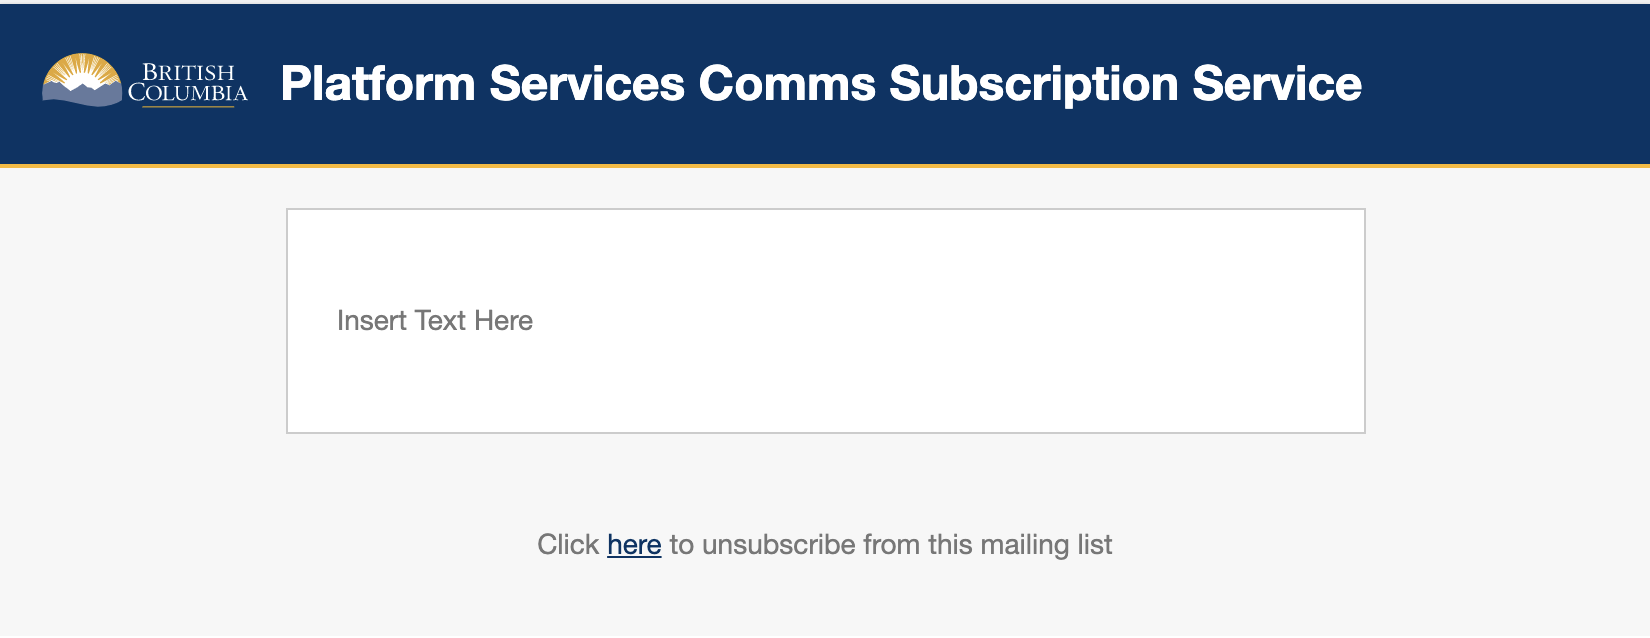 BRITISH
COLUMBIA
Platform Services Comms Subscription Service
Insert Text Here
Click here to unsubscribe from this mailing list